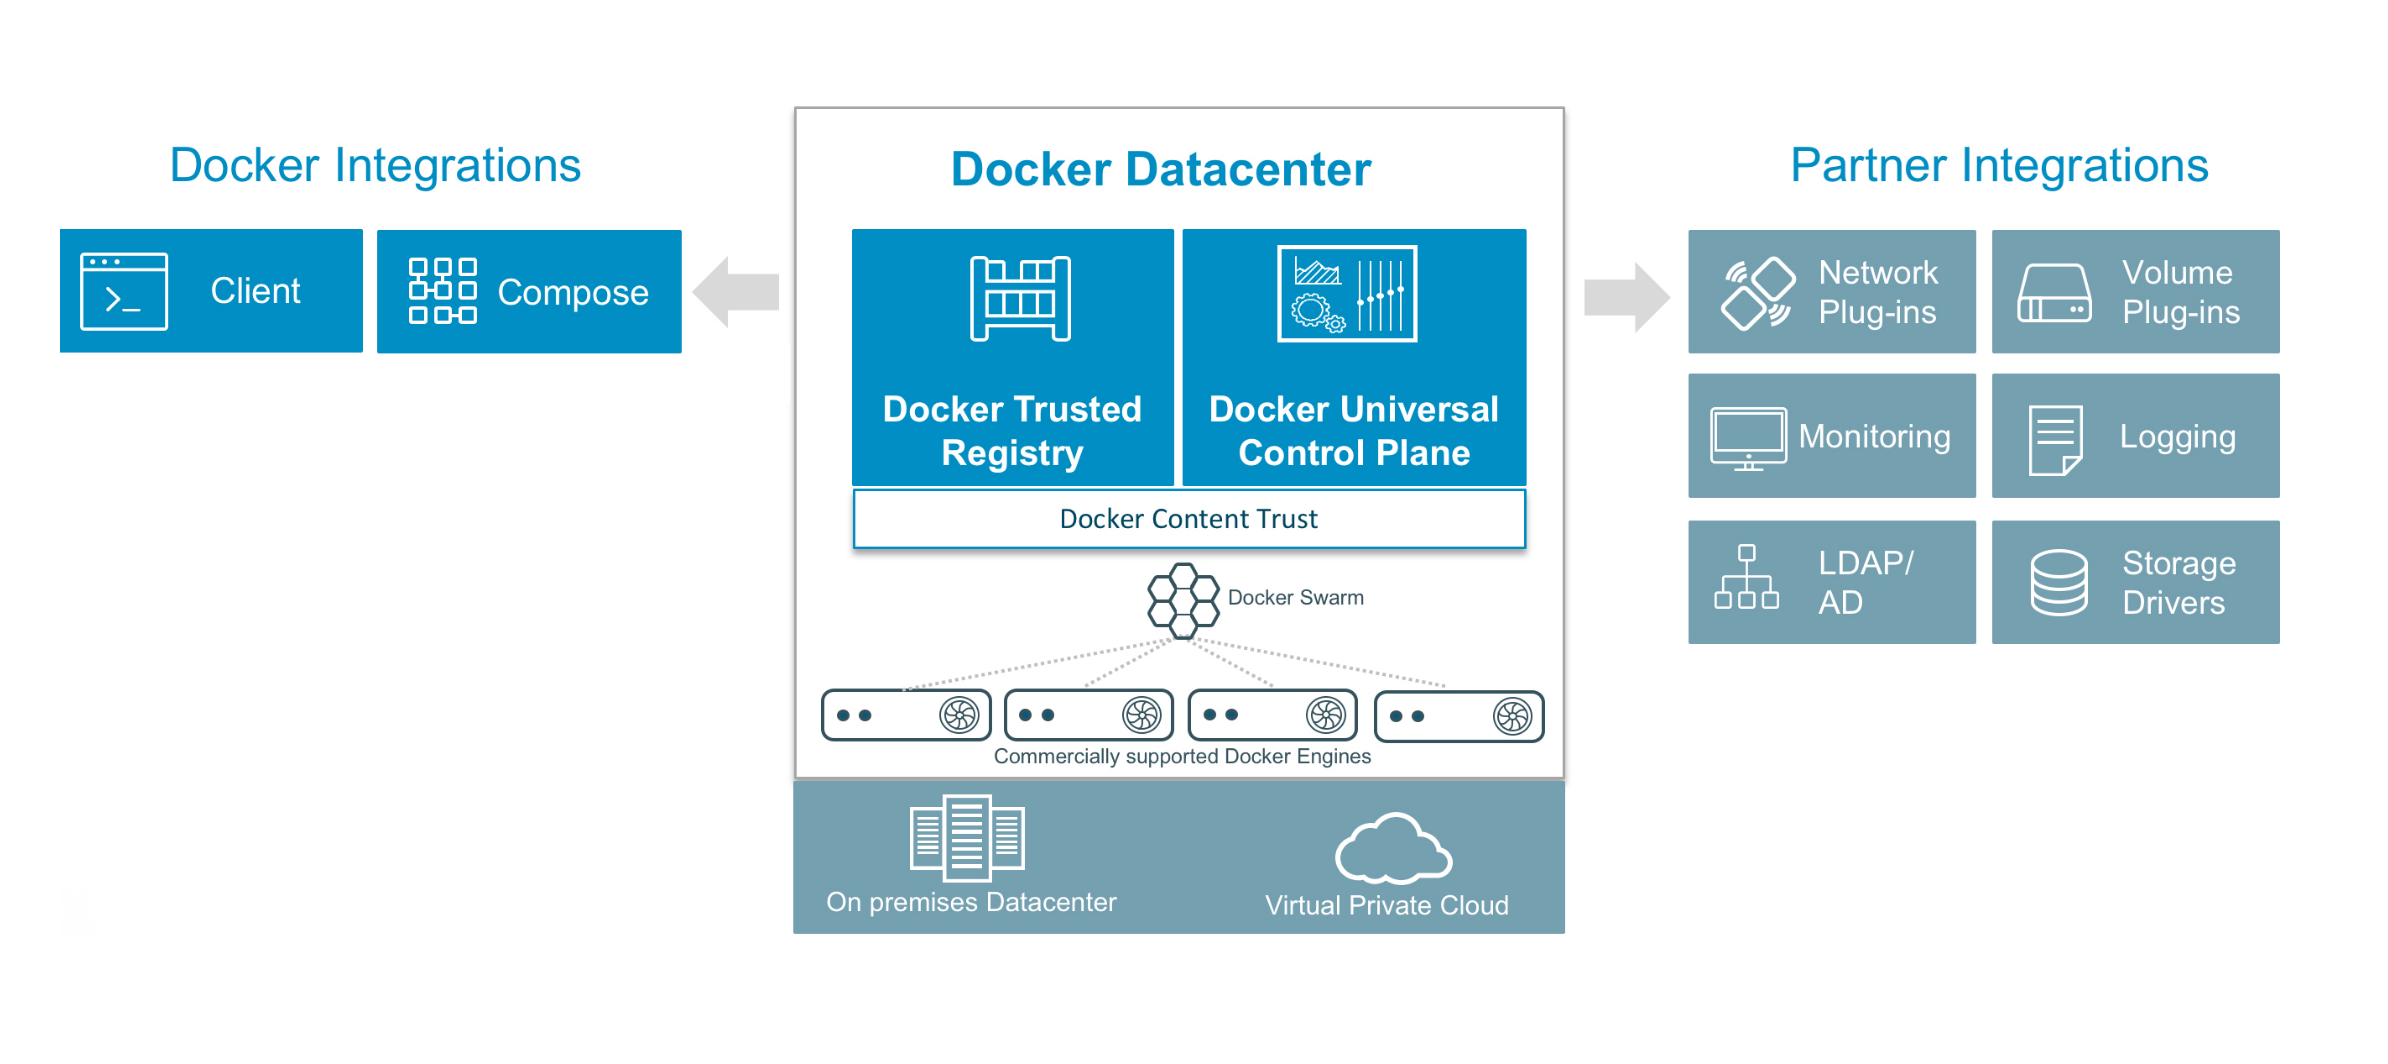 Docker Integrations
Client
Compose
Docker Datacenter
Docker Trusted
Registry
Docker Universal
Control Plane
Docker Content Trust
Docker Swarm
Commercially supported Docker Engines
On premises Datacenter
Virtual Private Cloud
Partner Integrations
Network
Plug-ins
Volume
Plug-ins
Monitoring
Logging
LDAP/
AD
Storage
Drivers